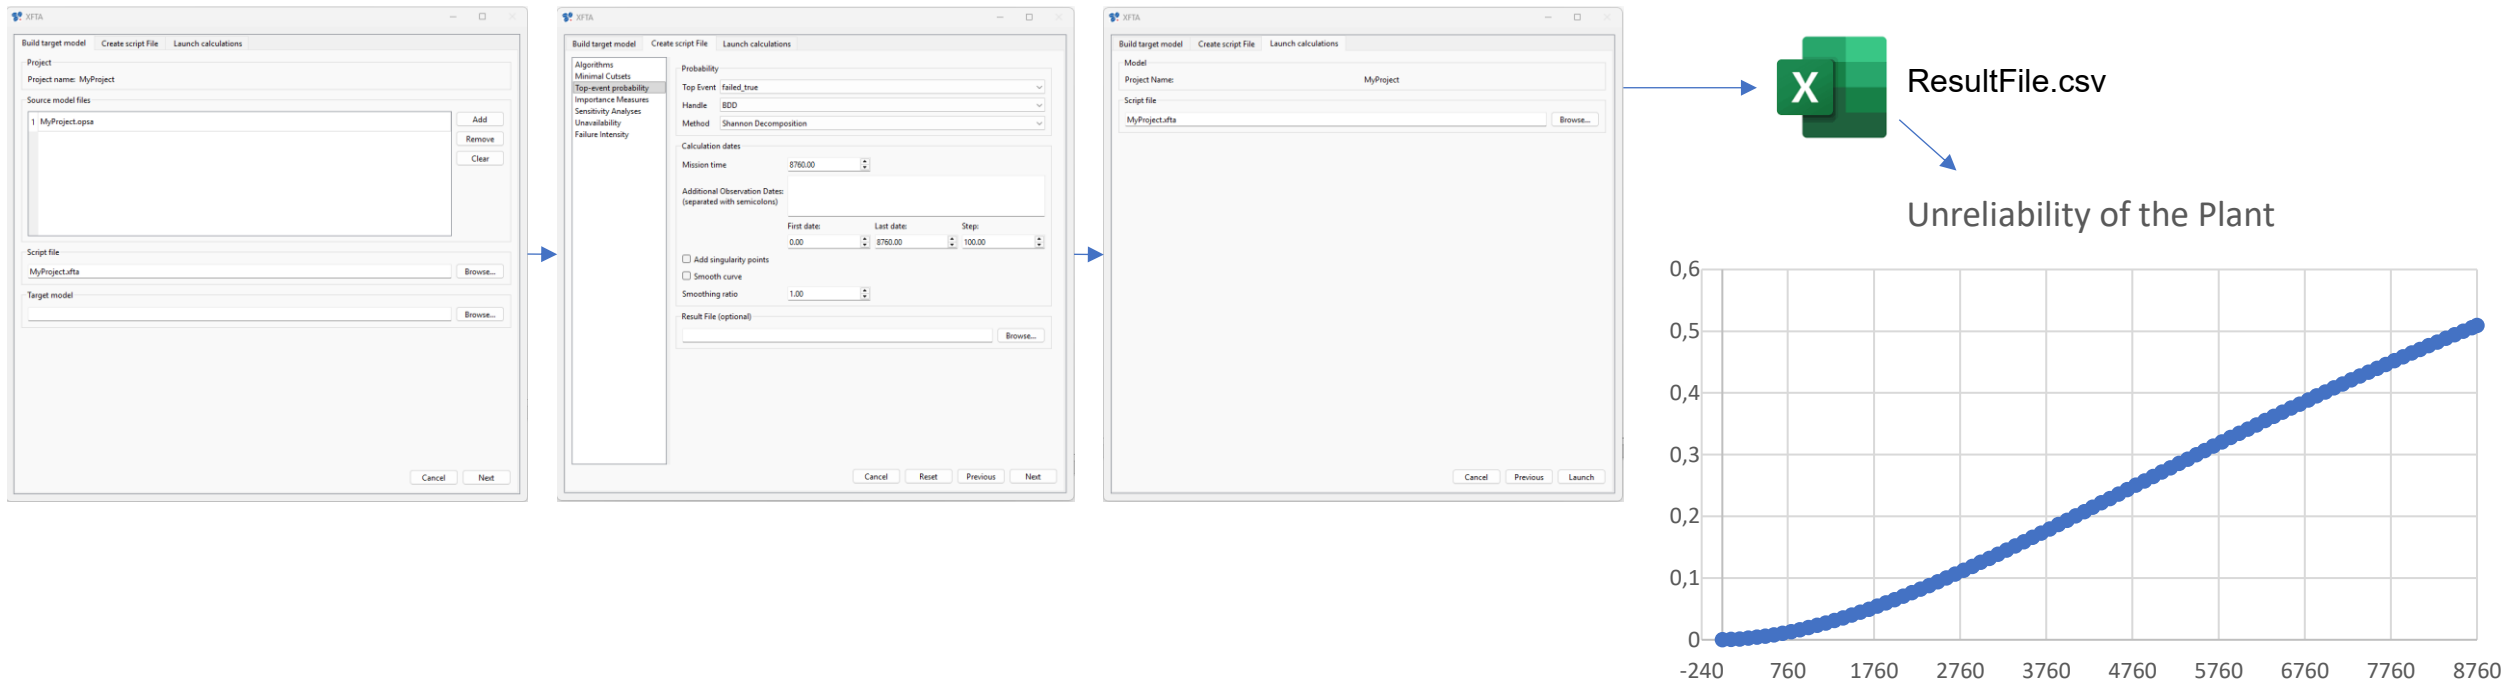 XFTA
Build target model Create script File Launch calculations
Project
Project name: MyProject
Source model files
1 MyProject.opsa
Add
Remove
Clear
Script file
MyProject.xfta Browse...
Target model
Browse...
Cancel Next
XFTA
Build target model Create script File Launch calculations
Algorithms
Minimal Cutsets
Top-event probability
Importance Measures
Sensitivity Analyses
Unavailability
Failure Intensity
Probability
Top Event failed_true
Handle BDD
Method Shannon Decomposition
Calculation dates
Mission time 8760.00
Additional Observation Dates:
(separated with semicolons)
First date: Last date: Step:
0.00 8760.00 100.00
Add singularity points
Smooth curve
Smoothing ratio 1.00
Result File (optional)
Browse...
Cancel Reset Previous Next
XFTA
Build target model Create script File Launch calculations
Model
Project Name: MyProject
Script file
MyProject.xfta Browse...
Cancel Previous Launch
X
ResultFile.csv
Unreliability of the Plant
0,6
0,5
0,4
0,3
0,2
0,1
0
-240 760 1760 2760 3760 4760 5760 6760 7760 8760